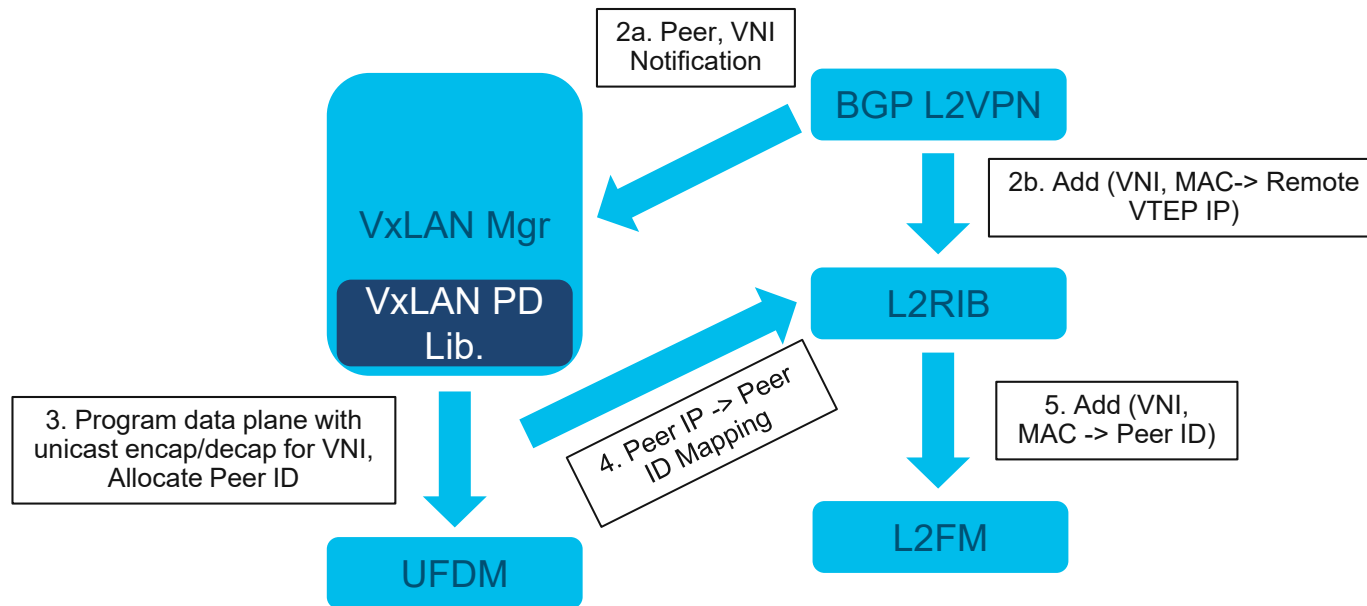 2a. Peer, VNI
Notification
BGP L2VPN
2b. Add (VNI, MAC-> Remote
VTEP IP)
VxLAN Mgr
VxLAN PD
Lib.
L2RIB
3. Program data plane with
unicast encap/decap for VNI,
Allocate Peer ID
4. Peer IP -> Peer
ID Mapping
5. Add (VNI,
MAC -> Peer ID)
UFDM
L2FM